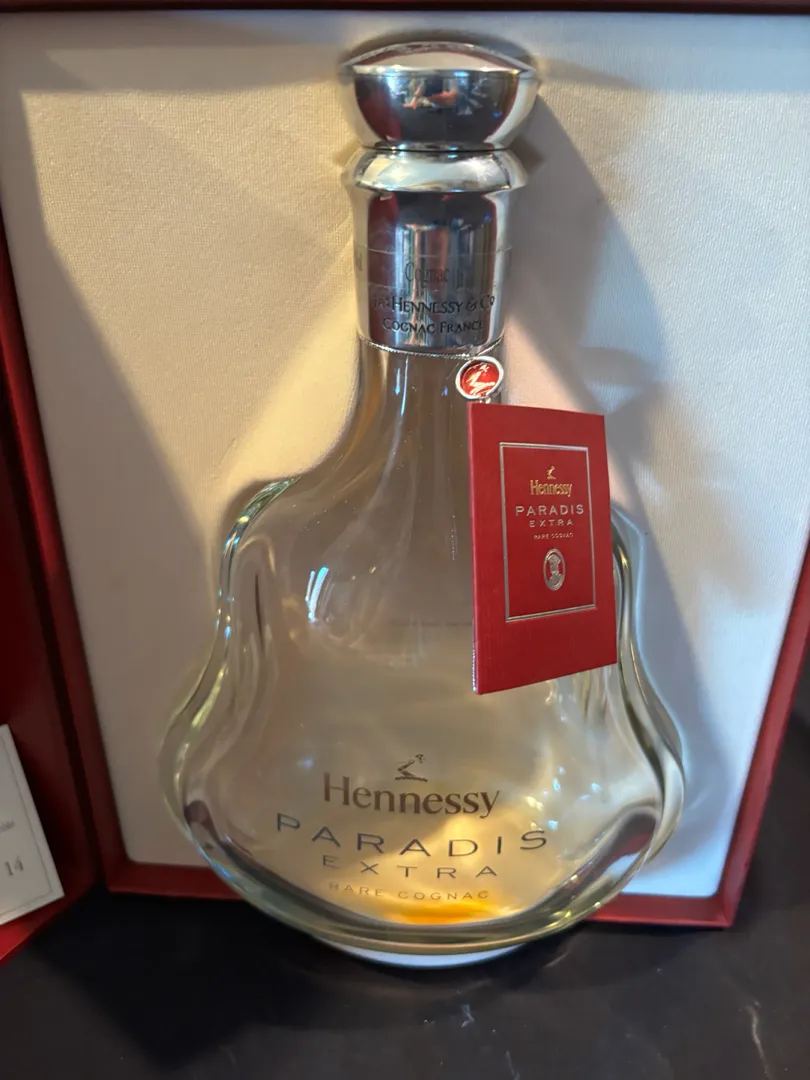 Cognac
HENNESSY & Co
COGNAC FRANCE
Hennessy
PARADIS
EXTRA
RARE COGNAC
Hennessy
PARADIS
EXTRA
RARE COGNAC
14